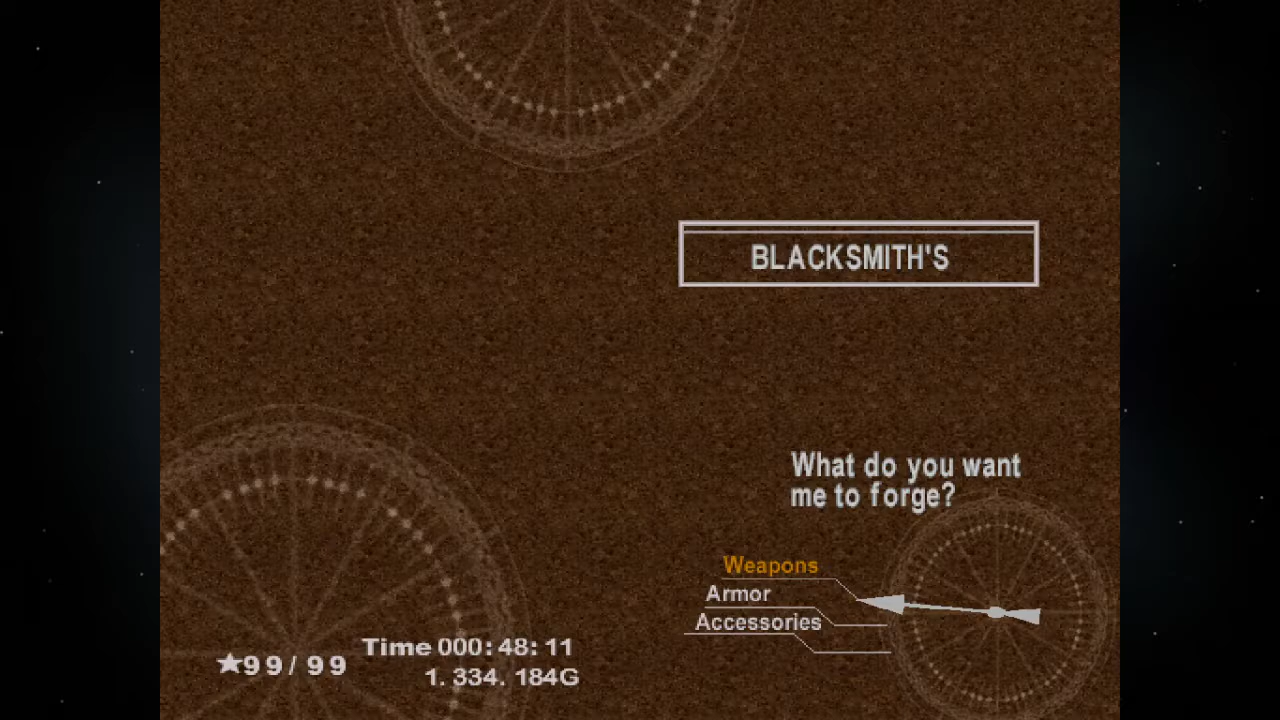 BLACKSMITH'S
What do you want
me to forge?
Weapons
Armor
Accessories
Time 000:48:11
★99/99
1.334.184G